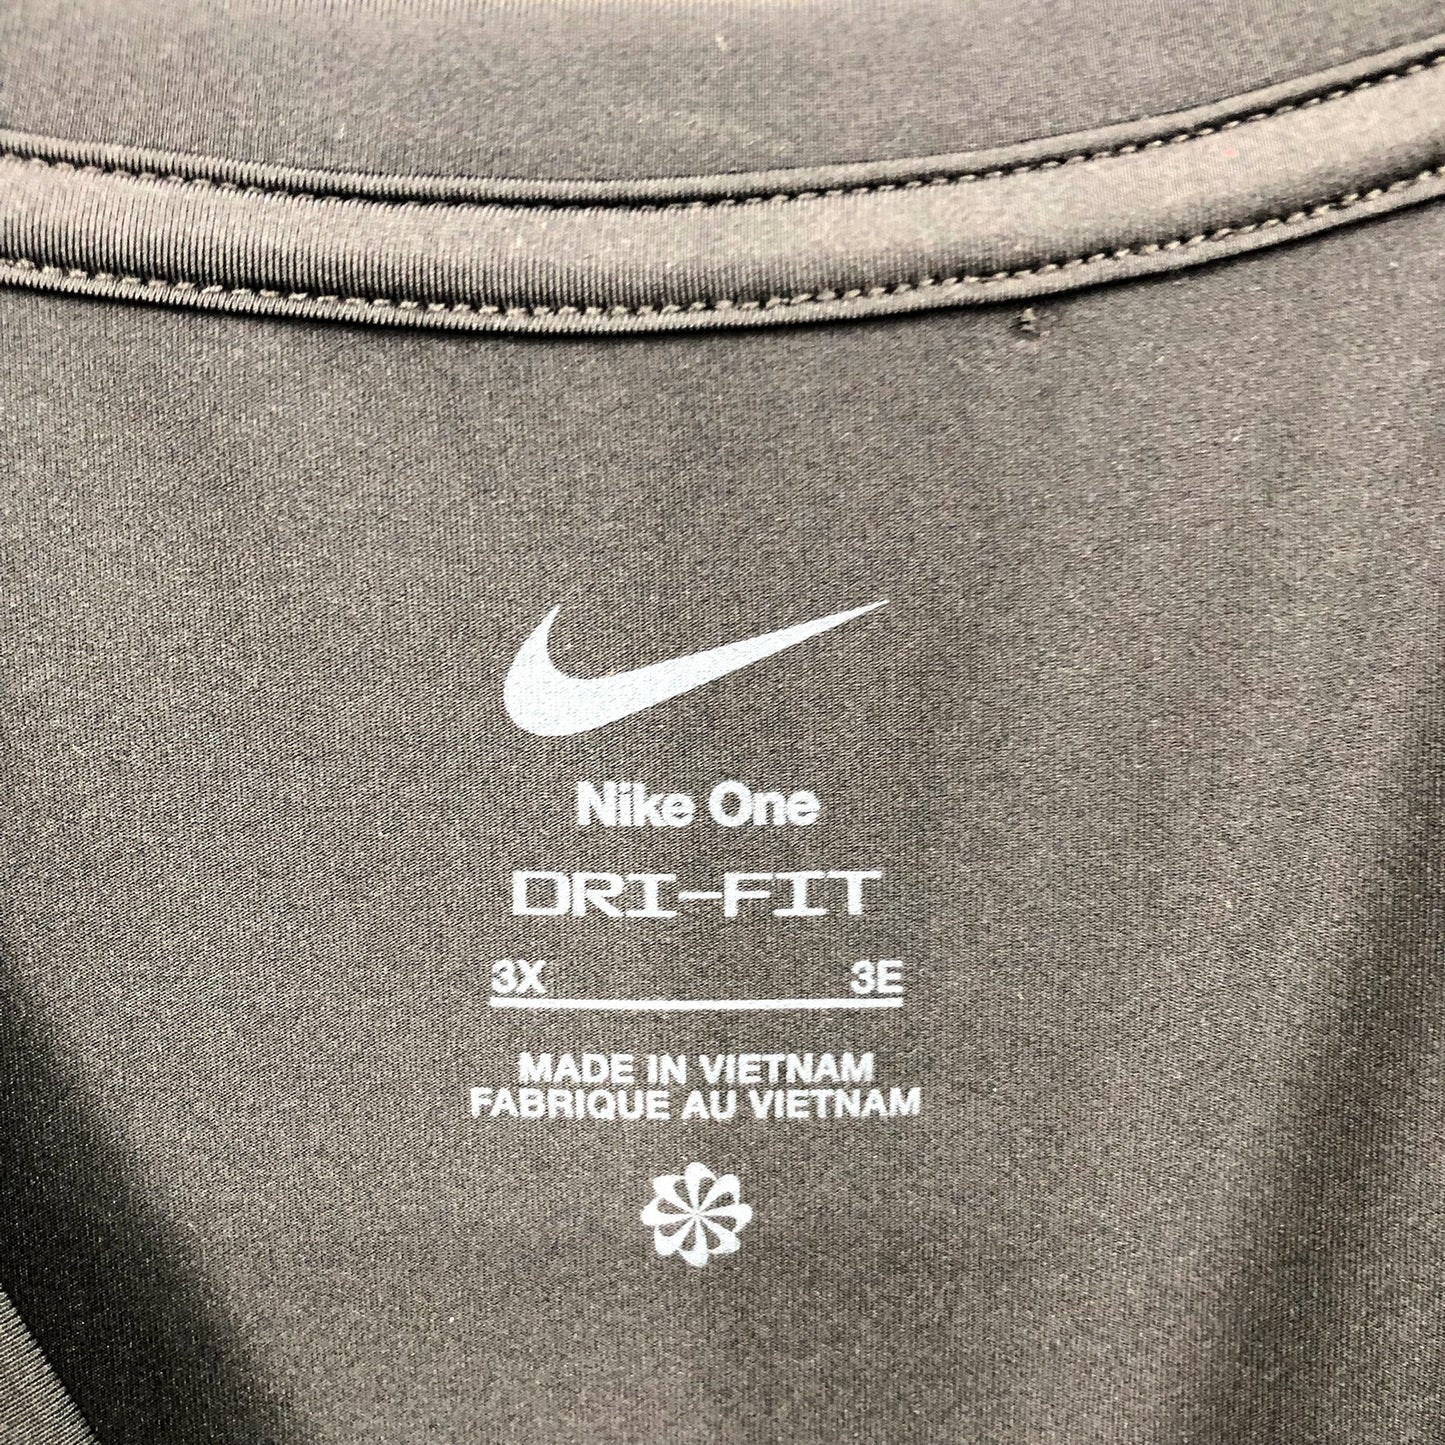 Nike One
DRI-FIT
3X 3E
MADE IN VIETNAM
FABRIQUE AU VIETNAM